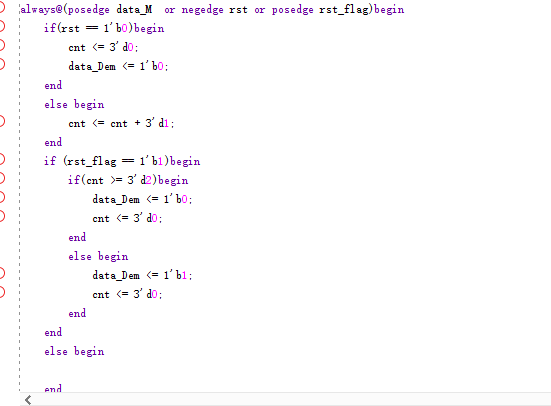 always@(posedge data_M  or negedge rst or posedge rst_flag)begin
    if(rst == 1'b0)begin
        cnt <= 3'd0;
        data_Dem <= 1'b0;
    end
    else begin
        cnt <= cnt + 3'd1;
    end
    if (rst_flag == 1'b1)begin
        if(cnt >= 3'd2)begin
            data_Dem <= 1'b0;
            cnt <= 3'd0;
        end
        else begin
            data_Dem <= 1'b1;
            cnt <= 3'd0;
        end
    end
    else begin
    end